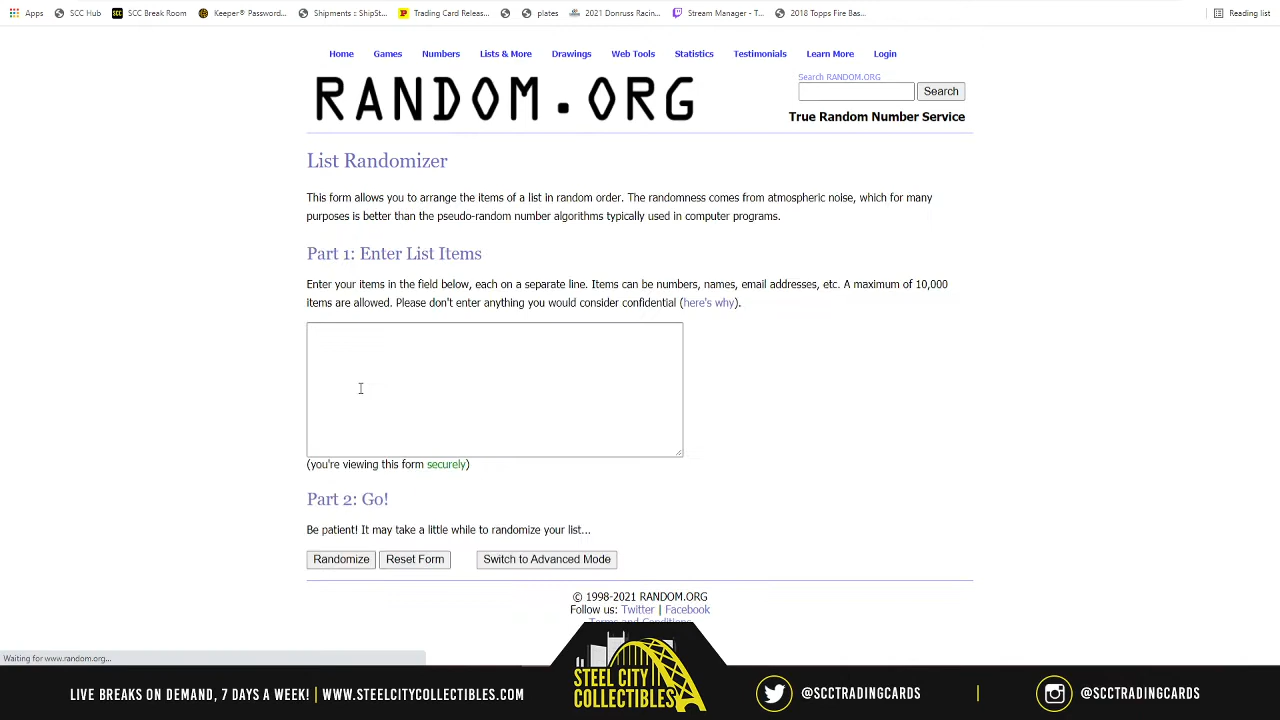 Apps SCC Hub SCC Break Room Keeper® Password... Shipments :: ShipSt... Trading Card Releas... plates 2021 Donruss Racin... Stream Manager - T... 2018 Topps Fire Bas... Reading list
Home Games Numbers Lists & More Drawings Web Tools Statistics Testimonials Learn More Login
RANDOM.ORG
Search RANDOM.ORG
Search
True Random Number Service
List Randomizer
This form allows you to arrange the items of a list in random order. The randomness comes from atmospheric noise, which for many
purposes is better than the pseudo-random number algorithms typically used in computer programs.
Part 1: Enter List Items
Enter your items in the field below, each on a separate line. Items can be numbers, names, email addresses, etc. A maximum of 10,000
items are allowed. Please don't enter anything you would consider confidential (here's why).
(you're viewing this form securely)
Part 2: Go!
Be patient! It may take a little while to randomize your list...
Randomize Reset Form Switch to Advanced Mode
© 1998-2021 RANDOM.ORG
Follow us: Twitter | Facebook
Terms and Conditions
Waiting for www.random.org...
LIVE BREAKS ON DEMAND, 7 DAYS A WEEK! | WWW.STEELCITYCOLLECTIBLES.COM
STEEL CITY
COLLECTIBLES
@SCCTRADINGCARDS | @SCCTRADINGCARDS